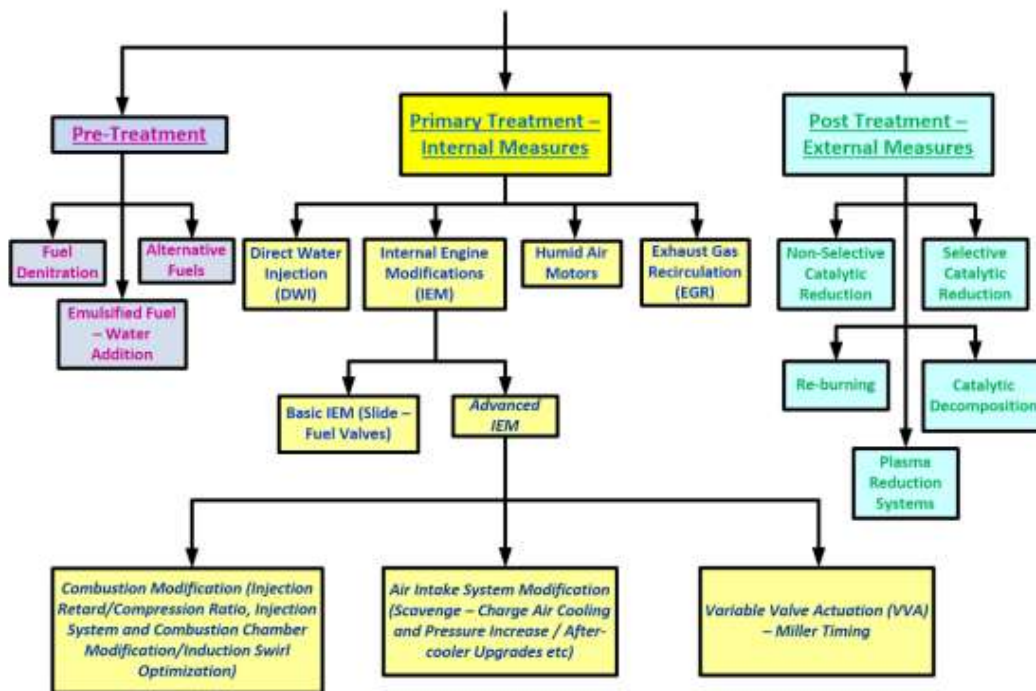 Pre-Treatment
Primary Treatment –
Internal Measures
Post Treatment –
External Measures
Fuel
Denitration
Alternative
Fuels
Emulsified Fuel
– Water
Addition
Direct Water
Injection
(DWI)
Internal Engine
Modifications
(IEM)
Humid Air
Motors
Exhaust Gas
Recirculation
(EGR)
Non-Selective
Catalytic
Reduction
Selective
Catalytic
Reduction
Re-burning
Catalytic
Decomposition
Plasma
Reduction
Systems
Basic IEM (Slide –
Fuel Valves)
Advanced
IEM
Combustion Modification (Injection
Retard/Compression Ratio, Injection
System and Combustion Chamber
Modification/Induction Swirl
Optimization)
Air Intake System Modification
(Scavenge – Charge Air Cooling
and Pressure Increase / After-
cooler Upgrades etc)
Variable Valve Actuation (VVA)
– Miller Timing